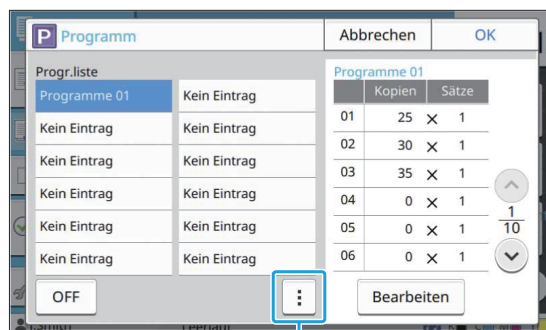 P Programm
Abbrechen
OK
Progr.liste
Programme 01
Kein Eintrag
Kein Eintrag
Kein Eintrag
Kein Eintrag
Kein Eintrag
Kein Eintrag
Kein Eintrag
Kein Eintrag
Kein Eintrag
Kein Eintrag
Kein Eintrag
OFF
Programme 01
Kopien Sätze
01 25 × 1
02 30 × 1
03 35 × 1
04 0 × 1
05 0 × 1
06 0 × 1
1
10
Bearbeiten